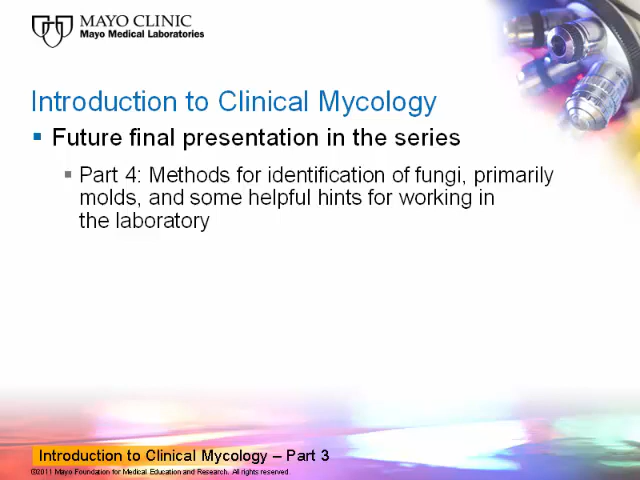 MAYO CLINIC
Mayo Medical Laboratories
Introduction to Clinical Mycology
Future final presentation in the series
Part 4: Methods for identification of fungi, primarily
molds, and some helpful hints for working in
the laboratory
Introduction to Clinical Mycology – Part 3
©2011 Mayo Foundation for Medical Education and Research. All rights reserved.